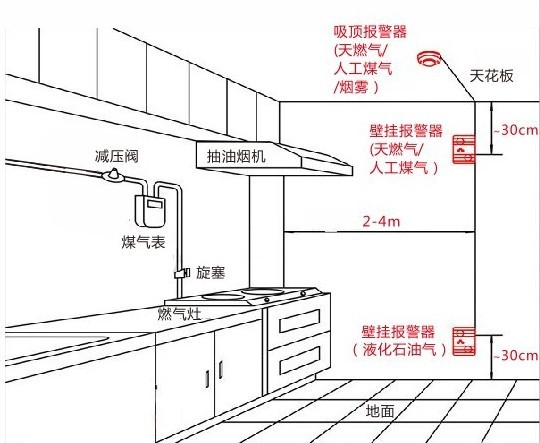 吸顶报警器
(天燃气/
人工煤气
/烟雾）
天花板
壁挂报警器
(天燃气/
人工煤气）
~30cm
减压阀
抽油烟机
2-4m
煤气表
旋塞
燃气灶
壁挂报警器
（液化石油气）
~30cm
地面